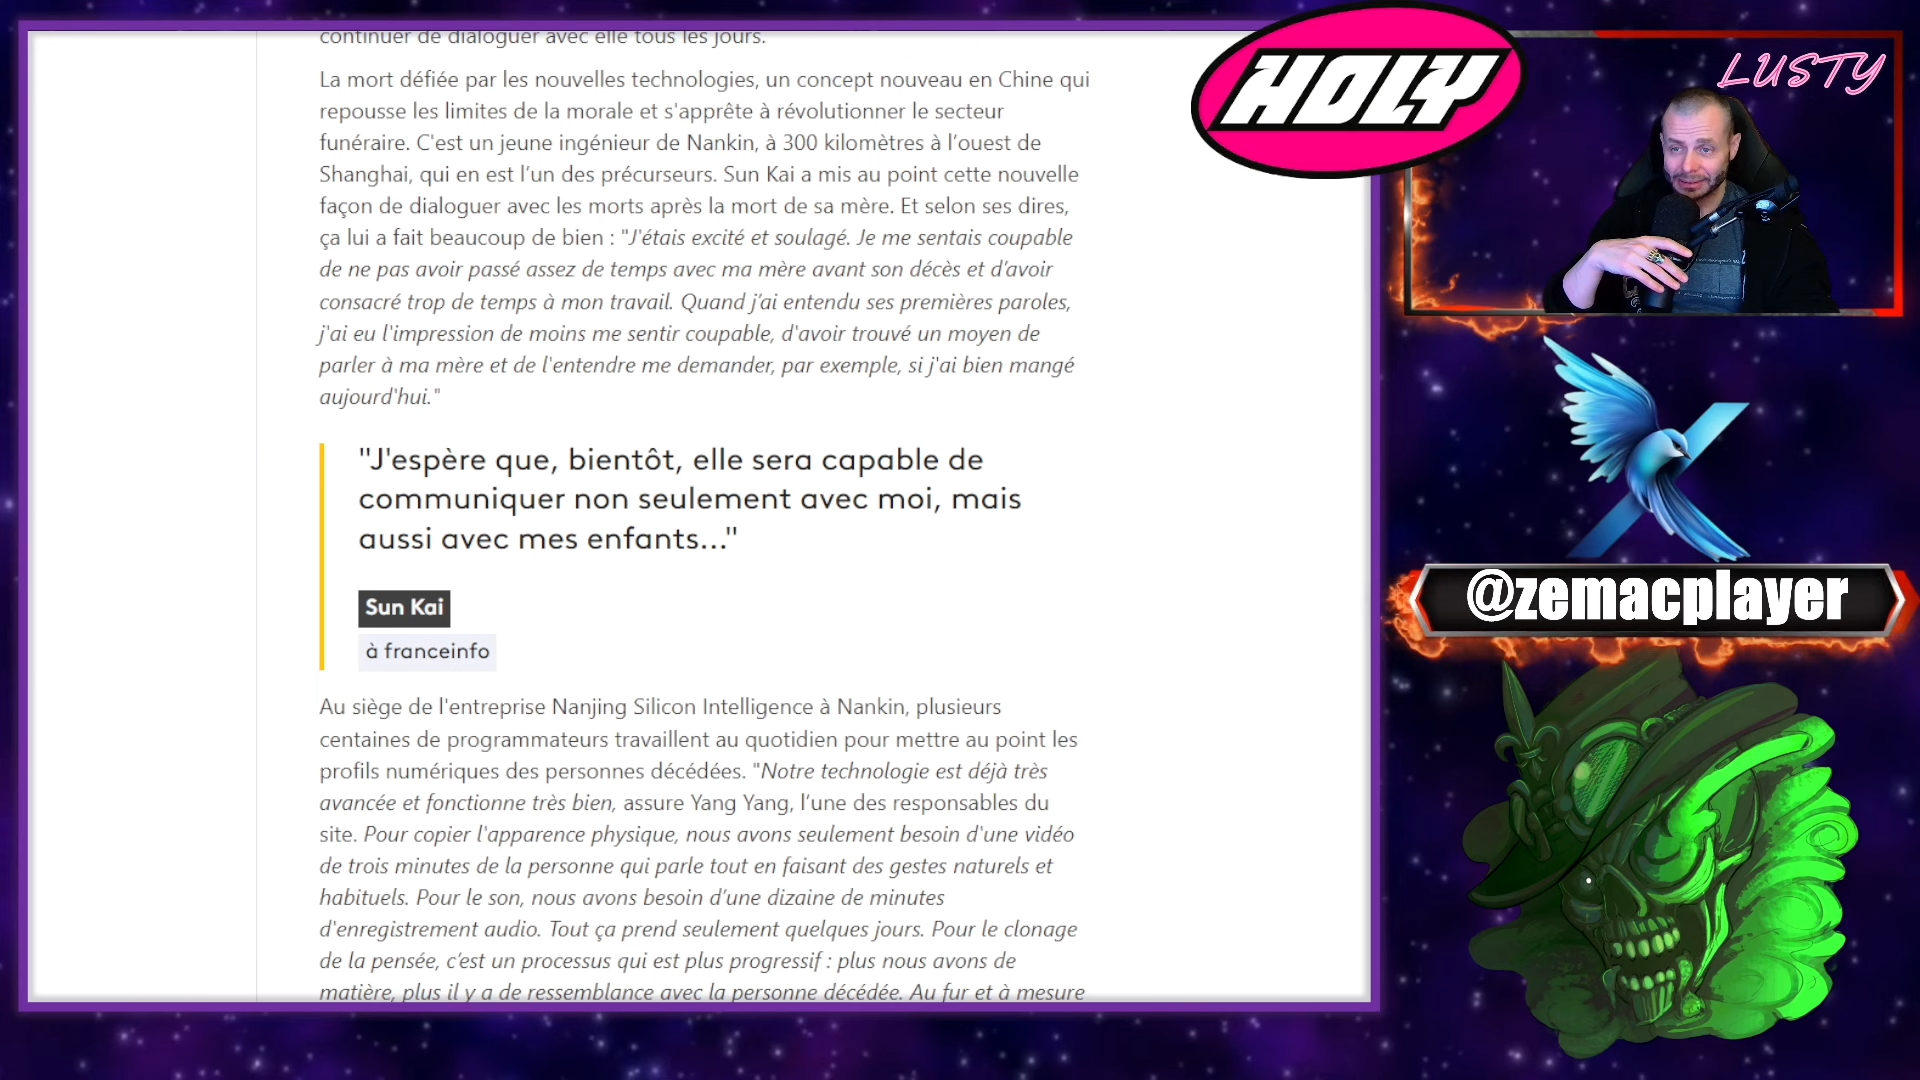 continuer de dialoguer avec elle tous les jours.
La mort défiée par les nouvelles technologies, un concept nouveau en Chine qui
repousse les limites de la morale et s'apprête à révolutionner le secteur
funéraire. C'est un jeune ingénieur de Nankin, à 300 kilomètres à l’ouest de
Shanghai, qui en est l’un des précurseurs. Sun Kai a mis au point cette nouvelle
façon de dialoguer avec les morts après la mort de sa mère. Et selon ses dires,
ça lui a fait beaucoup de bien : "J'étais excité et soulagé. Je me sentais coupable
de ne pas avoir passé assez de temps avec ma mère avant son décès et d’avoir
consacré trop de temps à mon travail. Quand j’ai entendu ses premières paroles,
j'ai eu l'impression de moins me sentir coupable, d'avoir trouvé un moyen de
parler à ma mère et de l'entendre me demander, par exemple, si j'ai bien mangé
aujourd'hui."
"J'espère que, bientôt, elle sera capable de
communiquer non seulement avec moi, mais
aussi avec mes enfants..."
Sun Kai
à franceinfo
Au siège de l'entreprise Nanjing Silicon Intelligence à Nankin, plusieurs
centaines de programmateurs travaillent au quotidien pour mettre au point les
profils numériques des personnes décédées. "Notre technologie est déjà très
avancée et fonctionne très bien, assure Yang Yang, l’une des responsables du
site. Pour copier l'apparence physique, nous avons seulement besoin d'une vidéo
de trois minutes de la personne qui parle tout en faisant des gestes naturels et
habituels. Pour le son, nous avons besoin d’une dizaine de minutes
d'enregistrement audio. Tout ça prend seulement quelques jours. Pour le clonage
de la pensée, c’est un processus qui est plus progressif : plus nous avons de
matière, plus il y a de ressemblance avec la personne décédée. Au fur et à mesure
HOLY
LUSTY
@zemacplayer